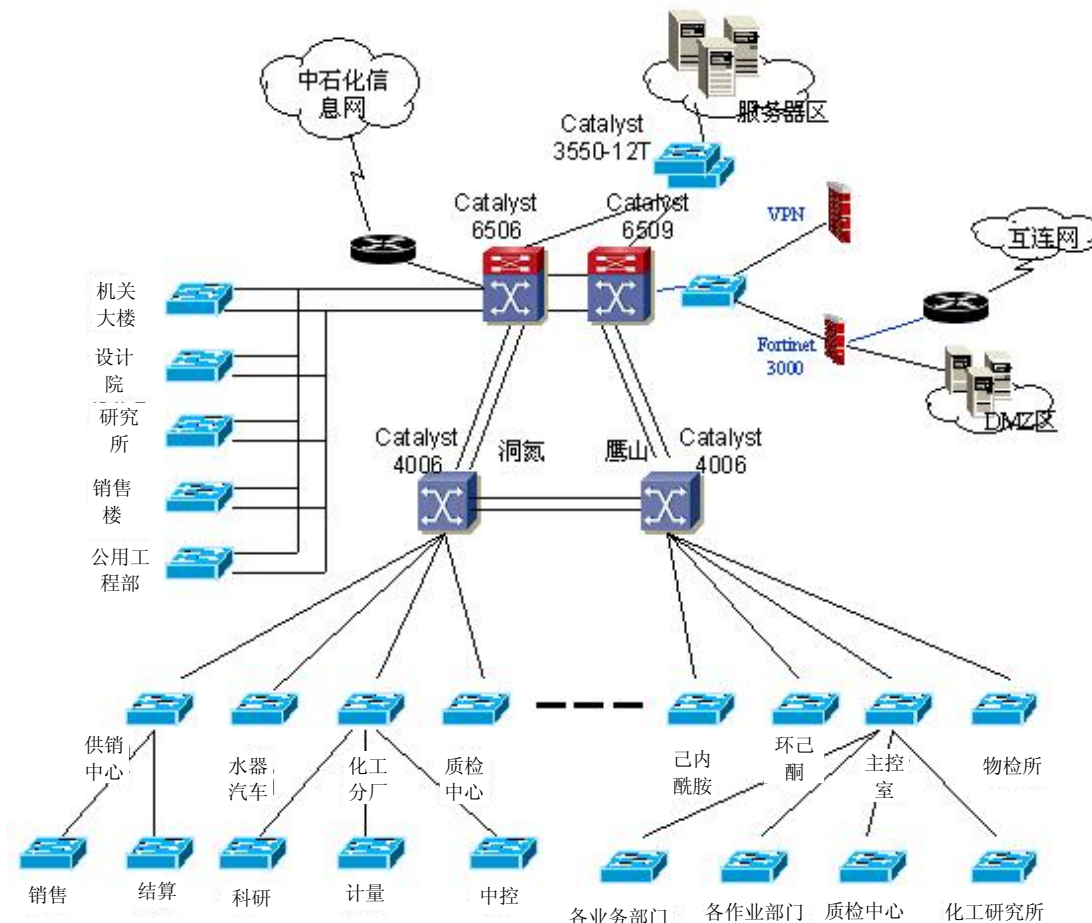 中石化信
息网
服务器区
Catalyst
3550-12T
Catalyst
6506
Catalyst
6509
VPN
互连网
机关
大楼
Fortinet
3000
DMZ区
设计
院
研究
所
Catalyst
4006
洞氮
鹰山
Catalyst
4006
销售
楼
公用工
程部
供销
中心
水器
汽车
化工
分厂
质检
中心
己内
酰胺
环己
酮
主控
室
物检所
销售
结算
科研
计量
中控
各业务部门
各作业部门
质检中心
化工研究所